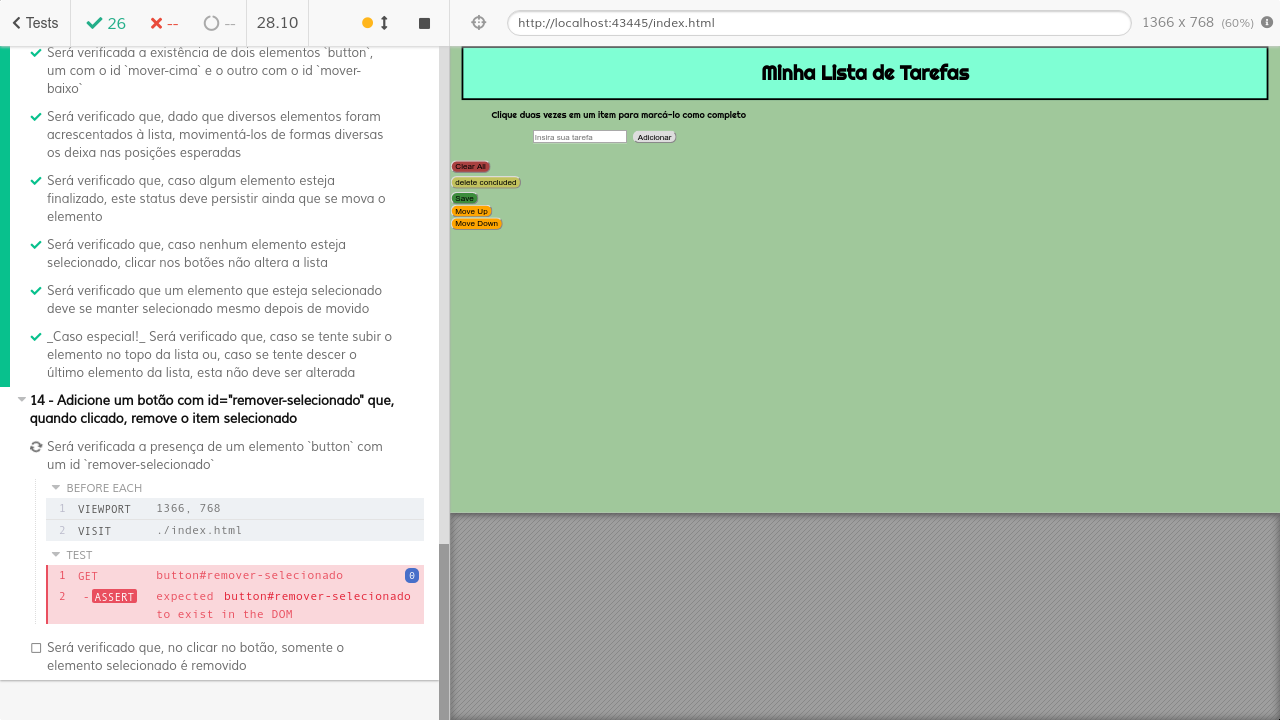 Tests
26
--
--
28.10
http://localhost:43445/index.html
1366 x 768 (60%)
Será verificada a existência de dois elementos `button`,
um com o id `mover-cima` e o outro com o id `mover-
baixo`
Será verificado que, dado que diversos elementos foram
acrescentados à lista, movimentá-los de formas diversas
os deixa nas posições esperadas
Será verificado que, caso algum elemento esteja
finalizado, este status deve persistir ainda que se mova o
elemento
Será verificado que, caso nenhum elemento esteja
selecionado, clicar nos botões não altera a lista
Será verificado que um elemento que esteja selecionado
deve se manter selecionado mesmo depois de movido
_Caso especial!_ Será verificado que, caso se tente subir o
elemento no topo da lista ou, caso se tente descer o
último elemento da lista, esta não deve ser alterada
14 - Adicione um botão com id="remover-selecionado" que,
quando clicado, remove o item selecionado
Será verificada a presença de um elemento `button` com
um id `remover-selecionado`
BEFORE EACH
1 VIEWPORT 1366, 768
2 VISIT ./index.html
TEST
1 GET button#remover-selecionado 0
2 -ASSERT expected button#remover-selecionado
to exist in the DOM
Será verificado que, no clicar no botão, somente o
elemento selecionado é removido
Minha Lista de Tarefas
Clique duas vezes em um item para marcá-lo como completo
Insira sua tarefa Adicionar
Clear All
delete concluded
Save
Move Up
Move Down